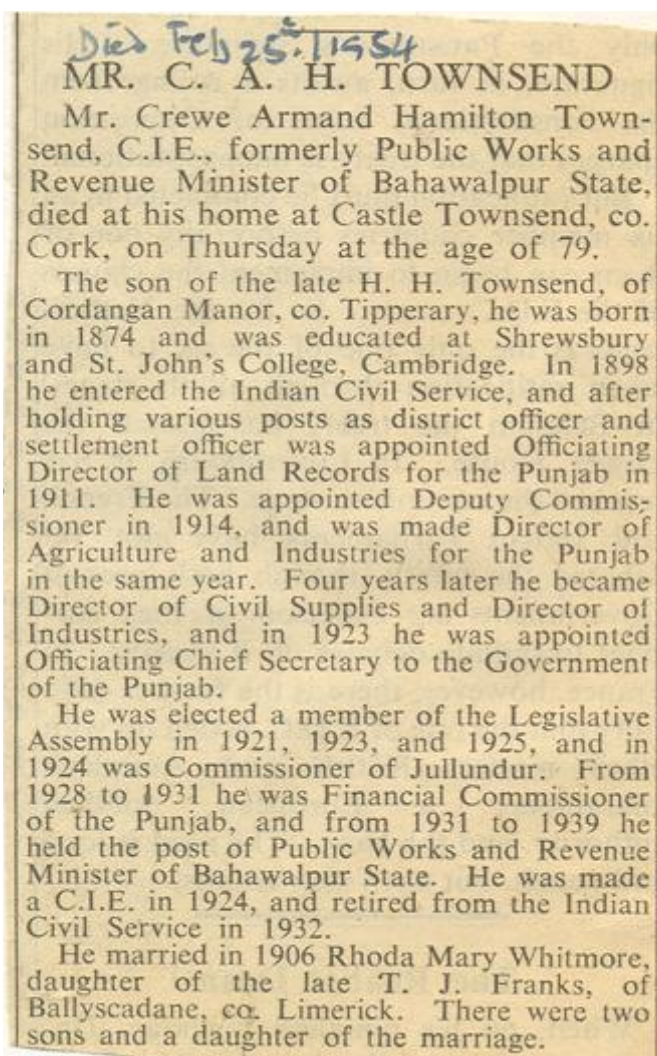 Died Feb 25th. 1954
MR. C. A. H. TOWNSEND
Mr. Crewe Armand Hamilton Town-
send, C.I.E., formerly Public Works and
Revenue Minister of Bahawalpur State,
died at his home at Castle Townsend, co.
Cork, on Thursday at the age of 79.
The son of the late H. H. Townsend, of
Cordangan Manor, co. Tipperary, he was born
in 1874 and was educated at Shrewsbury
and St. John's College, Cambridge. In 1898
he entered the Indian Civil Service, and after
holding various posts as district officer and
settlement officer was appointed Officiating
Director of Land Records for the Punjab in
1911. He was appointed Deputy Commis-
sioner in 1914, and was made Director of
Agriculture and Industries for the Punjab
in the same year. Four years later he became
Director of Civil Supplies and Director of
Industries, and in 1923 he was appointed
Officiating Chief Secretary to the Government
of the Punjab.
He was elected a member of the Legislative
Assembly in 1921, 1923, and 1925, and in
1924 was Commissioner of Jullundur. From
1928 to 1931 he was Financial Commissioner
of the Punjab, and from 1931 to 1939 he
held the post of Public Works and Revenue
Minister of Bahawalpur State. He was made
a C.I.E. in 1924, and retired from the Indian
Civil Service in 1932.
He married in 1906 Rhoda Mary Whitmore,
daughter of the late T. J. Franks, of
Ballyscadane, co. Limerick. There were two
sons and a daughter of the marriage.